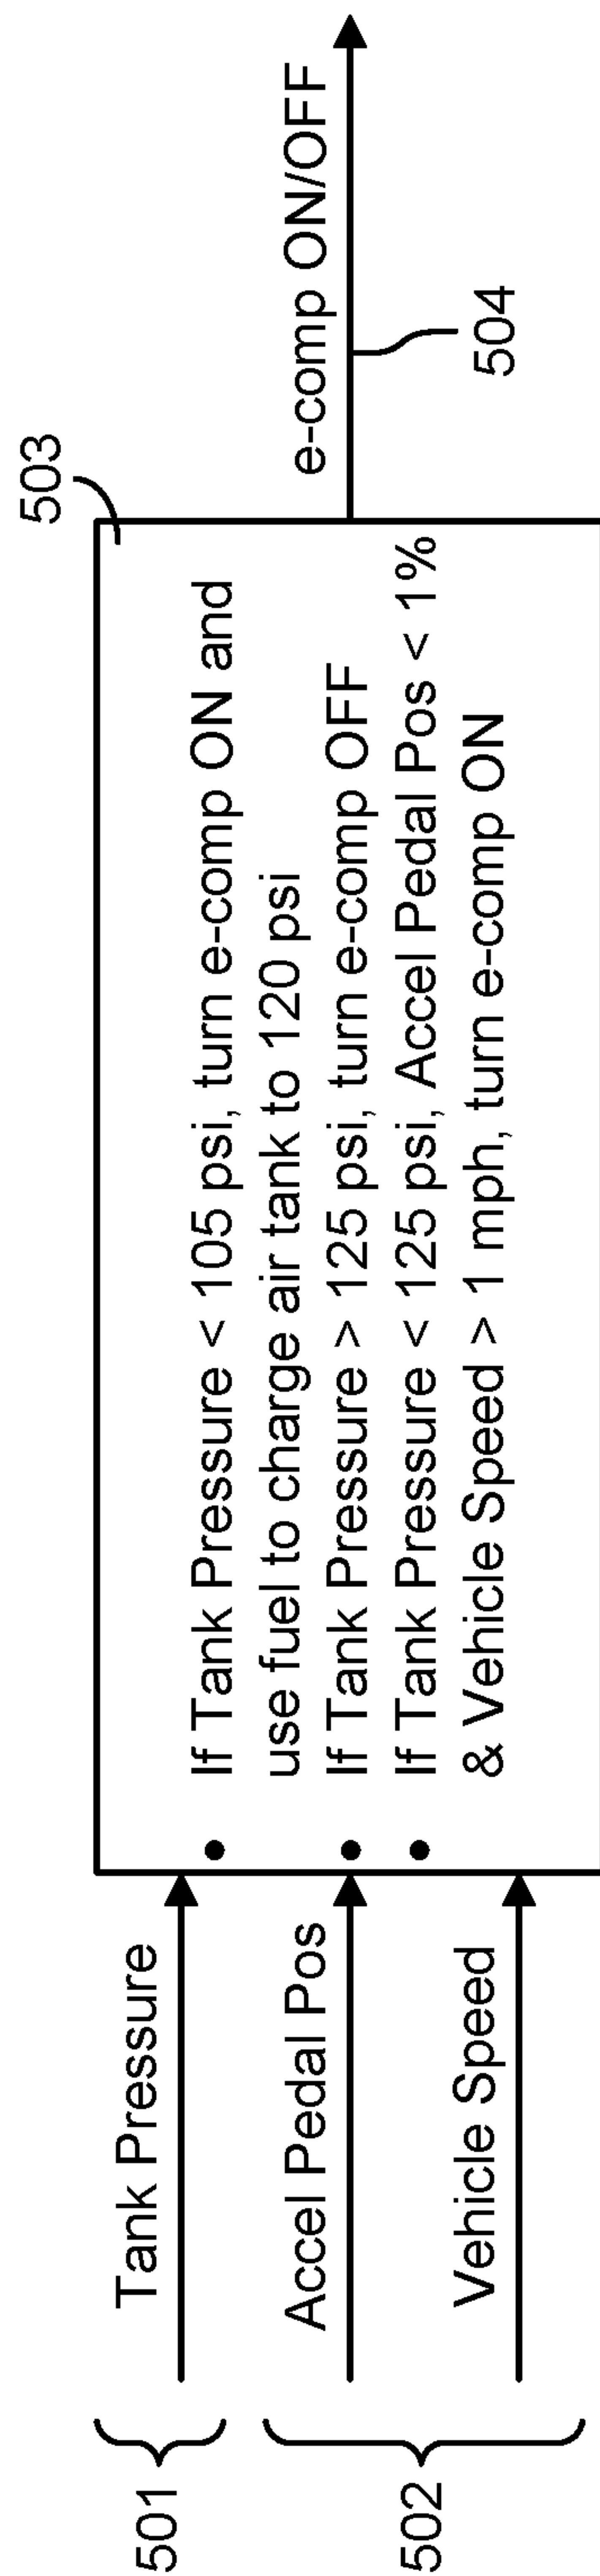 501
Tank Pressure
502
Accel Pedal Pos
Vehicle Speed
503
• If Tank Pressure < 105 psi, turn e-comp ON and
use fuel to charge air tank to 120 psi
• If Tank Pressure > 125 psi, turn e-comp OFF
• If Tank Pressure < 125 psi, Accel Pedal Pos < 1%
& Vehicle Speed > 1 mph, turn e-comp ON
e-comp ON/OFF
504